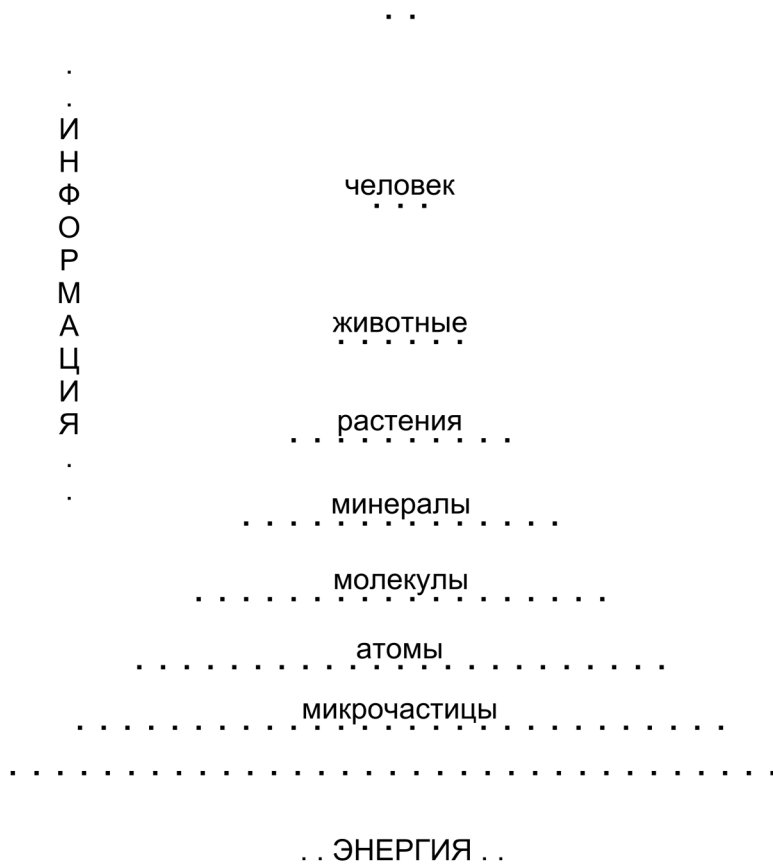 ИНФОРМАЦИЯ
человек
животные
растения
минералы
молекулы
атомы
микрочастицы
. . ЭНЕРГИЯ . .